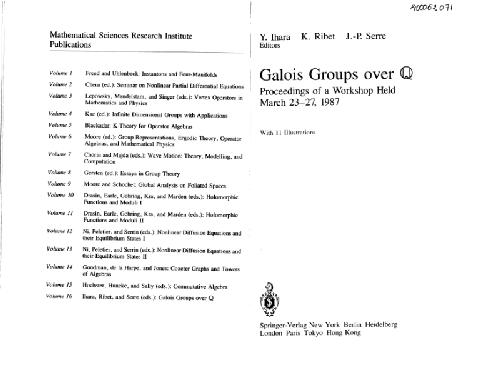 Mathematical Sciences Research Institute
Publications
Volume 1 Freed and Uhlenbeck: Instantons and Four-Manifolds
Volume 2 Chern (ed.): Seminar on Nonlinear Partial Differential Equations
Volume 3 Lepowsky, Mandelstam, and Singer (eds.): Vertex Operators in
Mathematics and Physics
Volume 4 Kac (ed.): Infinite Dimensional Groups with Applications
Volume 5 Blackadar: K-Theory for Operator Algebras
Volume 6 Moore (ed.): Group Representations, Ergodic Theory, Operator
Algebras, and Mathematical Physics
Volume 7 Chorin and Majda (eds.): Wave Motion: Theory, Modelling, and
Computation
Volume 8 Gersten (ed.): Essays in Group Theory
Volume 9 Moore and Schochet: Global Analysis on Foliated Spaces
Volume 10 Drasin, Earle, Gehring, Kra, and Marden (eds.): Holomorphic
Functions and Moduli I
Volume 11 Drasin, Earle, Gehring, Kra, and Marden (eds.): Holomorphic
Functions and Moduli II
Volume 12 Ni, Peletier, and Serrin (eds.): Nonlinear Diffusion Equations and
their Equilibrium States I
Volume 13 Ni, Peletier, and Serrin (eds.): Nonlinear Diffusion Equations and
their Equilibrium States II
Volume 14 Goodman, de la Harpe, and Jones: Coxeter Graphs and Towers
of Algebras
Volume 15 Hochster, Huneke, and Sally (eds.): Commutative Algebra
Volume 16 Ihara, Ribet, and Serre (eds.): Galois Groups over Q
Y. Ihara K. Ribet J.-P. Serre
Editors
Galois Groups over ℚ
Proceedings of a Workshop Held
March 23–27, 1987
With 11 Illustrations
Springer-Verlag New York Berlin Heidelberg
London Paris Tokyo Hong Kong